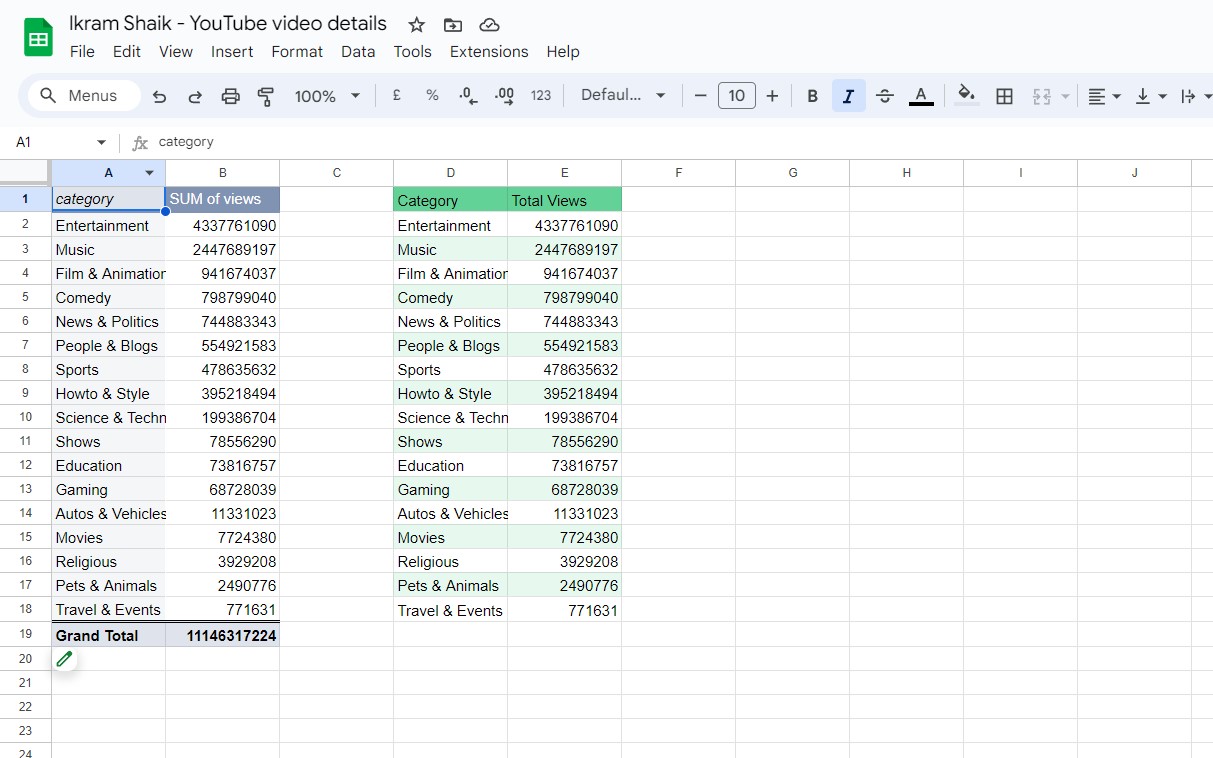 Ikram Shaik - YouTube video details
File Edit View Insert Format Data Tools Extensions Help
Menus 100% £ % .0 .00 123 Defaul... 10 B I A
A1 fx category
A B C D E F G H I J
1 category SUM of views Category Total Views
2 Entertainment 4337761090 Entertainment 4337761090
3 Music 2447689197 Music 2447689197
4 Film & Animation 941674037 Film & Animation 941674037
5 Comedy 798799040 Comedy 798799040
6 News & Politics 744883343 News & Politics 744883343
7 People & Blogs 554921583 People & Blogs 554921583
8 Sports 478635632 Sports 478635632
9 Howto & Style 395218494 Howto & Style 395218494
10 Science & Techn 199386704 Science & Techn 199386704
11 Shows 78556290 Shows 78556290
12 Education 73816757 Education 73816757
13 Gaming 68728039 Gaming 68728039
14 Autos & Vehicles 11331023 Autos & Vehicles 11331023
15 Movies 7724380 Movies 7724380
16 Religious 3929208 Religious 3929208
17 Pets & Animals 2490776 Pets & Animals 2490776
18 Travel & Events 771631 Travel & Events 771631
19 Grand Total 11146317224
20
21
22
23
24